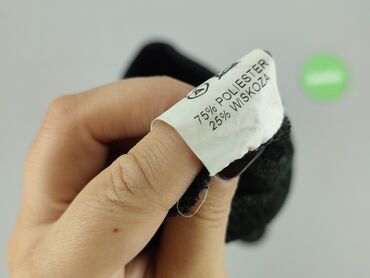 75% POLIESTER
25% WISKOZA